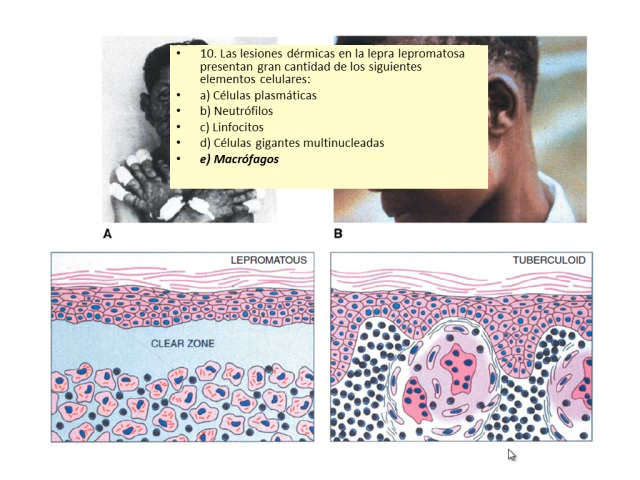 10. Las lesiones dérmicas en la lepra lepromatosa
presentan gran cantidad de los siguientes
elementos celulares:
a) Células plasmáticas
b) Neutrófilos
c) Linfocitos
d) Células gigantes multinucleadas
e) Macrófagos
A
B
LEPROMATOUS
TUBERCULOID
CLEAR ZONE